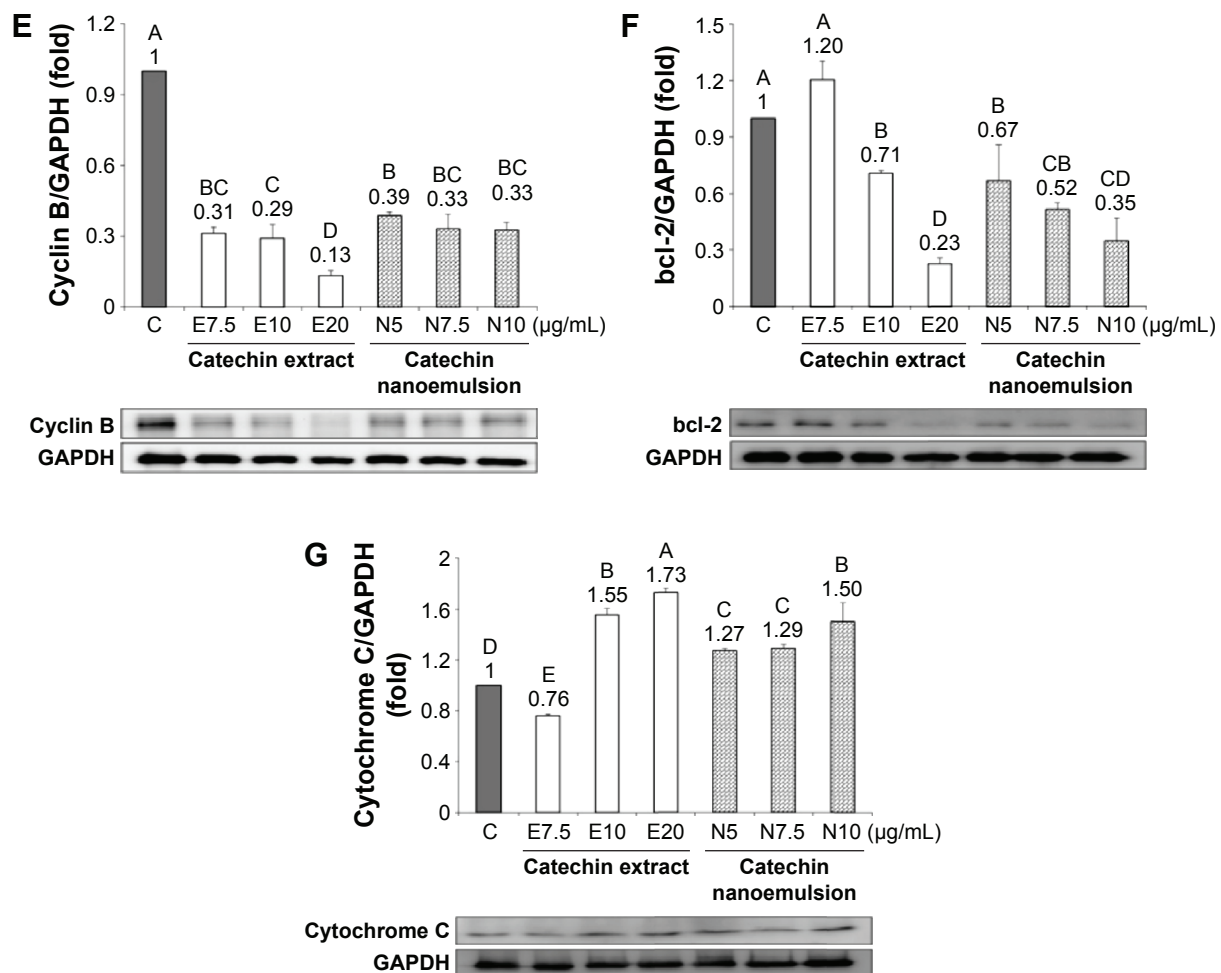 E
Cyclin B/GAPDH (fold)
1.2
0.9
0.6
0.3
0
A
1
BC
0.31
C
0.29
D
0.13
B
0.39
BC
0.33
BC
0.33
C E7.5 E10 E20 N5 N7.5 N10 (µg/mL)
Catechin extract
Catechin
nanoemulsion
Cyclin B
GAPDH
F
bcl-2/GAPDH (fold)
1.5
1.2
0.9
0.6
0.3
0
A
1
A
1.20
B
0.71
D
0.23
B
0.67
CB
0.52
CD
0.35
C E7.5 E10 E20 N5 N7.5 N10 (µg/mL)
Catechin extract
Catechin
nanoemulsion
bcl-2
GAPDH
G
Cytochrome C/GAPDH
(fold)
2
1.6
1.2
0.8
0.4
0
D
1
E
0.76
B
1.55
A
1.73
C
1.27
C
1.29
B
1.50
C E7.5 E10 E20 N5 N7.5 N10 (µg/mL)
Catechin extract
Catechin
nanoemulsion
Cytochrome C
GAPDH